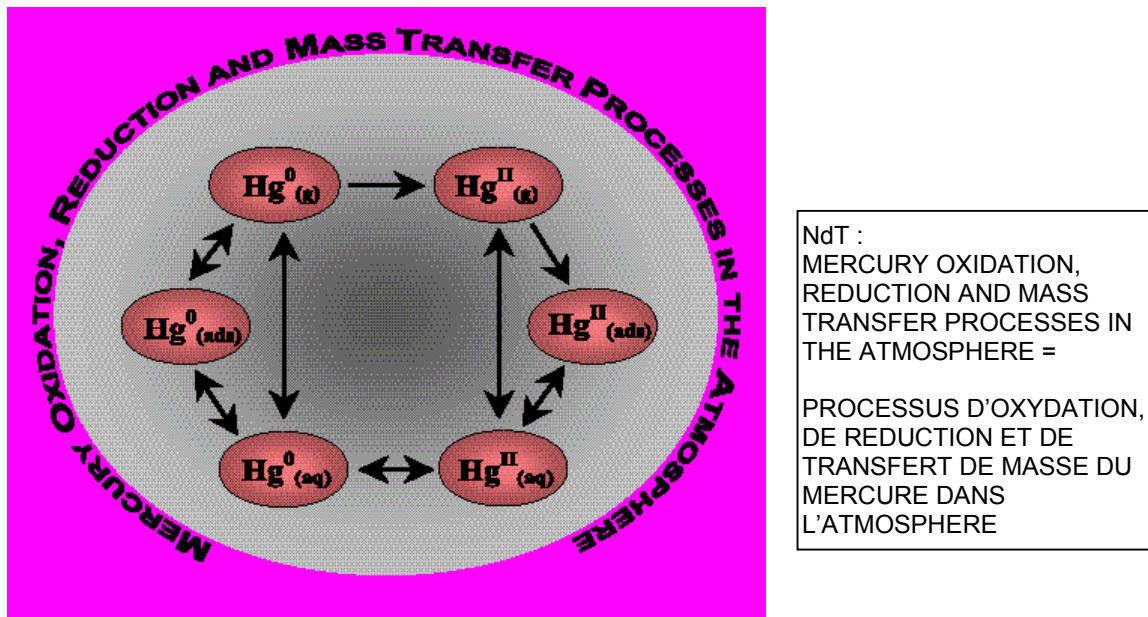 MERCURY OXIDATION, REDUCTION AND MASS TRANSFER PROCESSES IN THE ATMOSPHERE
Hg⁰(g)
Hgᴵᴵ(g)
Hg⁰(ads)
Hgᴵᴵ(ads)
Hg⁰(aq)
Hgᴵᴵ(aq)
NdT :
MERCURY OXIDATION,
REDUCTION AND MASS
TRANSFER PROCESSES IN
THE ATMOSPHERE =
PROCESSUS D'OXYDATION,
DE REDUCTION ET DE
TRANSFERT DE MASSE DU
MERCURE DANS
L'ATMOSPHERE